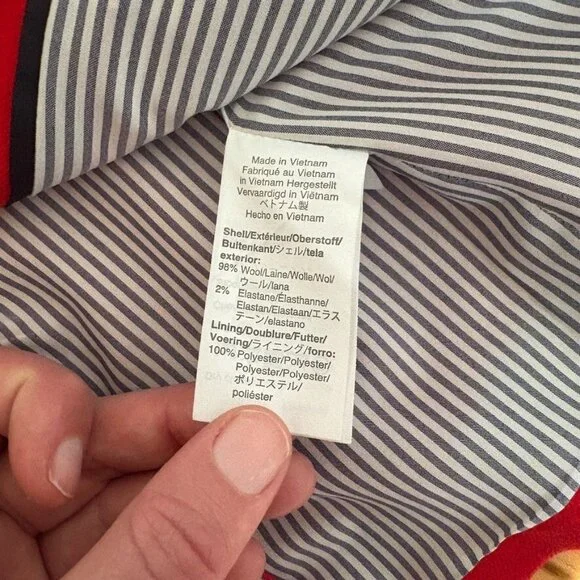 Made in Vietnam
Fabriqué au Vietnam
in Vietnam Hergestellt
Vervaardigd in Viëtnam
ベトナム製
Hecho en Vietnam
Shell/Extérieur/Oberstoff/
Buitenkant/シェル/tela
exterior:
98% Wool/Laine/Wolle/Wol/
ウール/lana
2% Elastane/Élasthanne/
Elastan/Elastaan/エラス
テーン/elastano
Lining/Doublure/Futter/
Voering/ライニング/forro:
100% Polyester/Polyester/
Polyester/Polyester/
ポリエステル/
poliéster